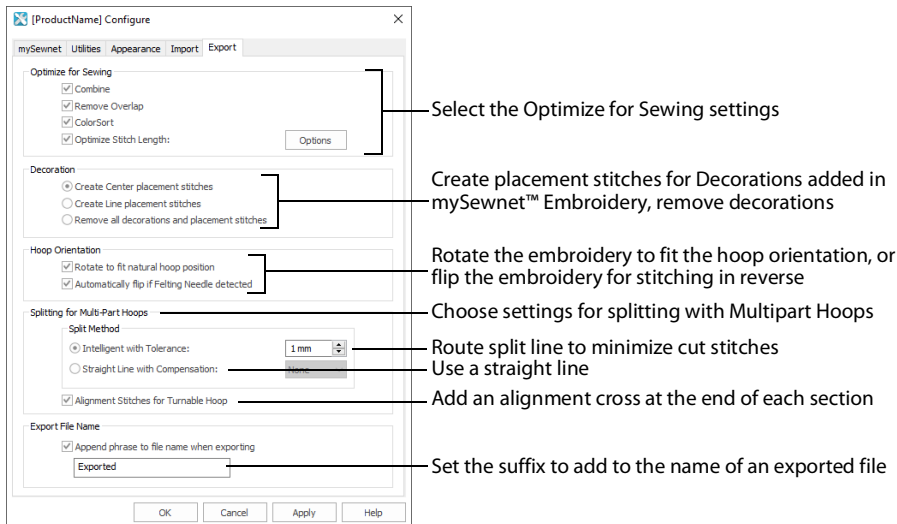 [ProductName] Configure
mySewnet Utilities Appearance Import Export
Optimize for Sewing
Combine
Remove Overlap
ColorSort
Optimize Stitch Length:
Options
Select the Optimize for Sewing settings
Decoration
Create Center placement stitches
Create Line placement stitches
Remove all decorations and placement stitches
Create placement stitches for Decorations added in
mySewnet™ Embroidery, remove decorations
Hoop Orientation
Rotate to fit natural hoop position
Automatically flip if Felting Needle detected
Rotate the embroidery to fit the hoop orientation, or
flip the embroidery for stitching in reverse
Splitting for Multi-Part Hoops
Choose settings for splitting with Multipart Hoops
Split Method
Intelligent with Tolerance:
1 mm
Route split line to minimize cut stitches
Straight Line with Compensation:
None
Use a straight line
Alignment Stitches for Turnable Hoop
Add an alignment cross at the end of each section
Export File Name
Append phrase to file name when exporting
Exported
Set the suffix to add to the name of an exported file
OK Cancel Apply Help